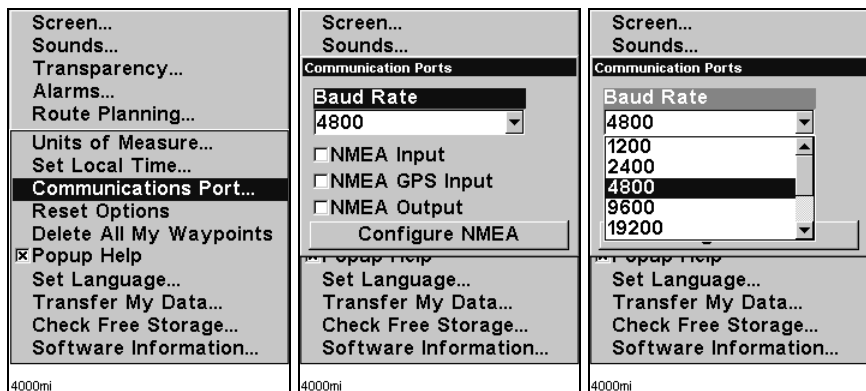 Screen...
Sounds...
Transparency...
Alarms...
Route Planning...
Units of Measure...
Set Local Time...
Communications Port...
Reset Options
Delete All My Waypoints
Popup Help
Set Language...
Transfer My Data...
Check Free Storage...
Software Information...
4000mi
Screen...
Sounds...
Communication Ports
Baud Rate
4800
NMEA Input
NMEA GPS Input
NMEA Output
Configure NMEA
Popup Help
Set Language...
Transfer My Data...
Check Free Storage...
Software Information...
4000mi
Screen...
Sounds...
Communication Ports
Baud Rate
4800
1200
2400
4800
9600
19200
Popup Help
Set Language...
Transfer My Data...
Check Free Storage...
Software Information...
4000mi